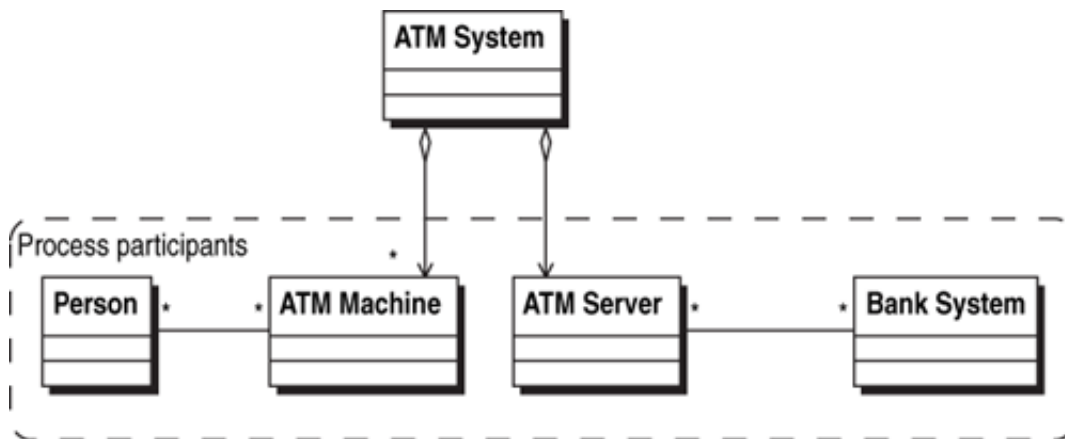 ATM System
Process participants
*
Person * * ATM Machine ATM Server * * Bank System